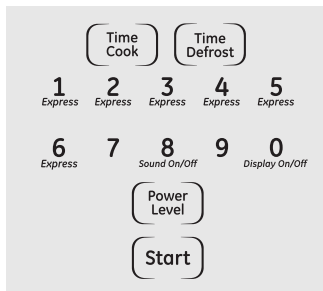 Time Time
Cook Defrost
1 2 3 4 5
Express Express Express Express Express
6 7 8 9 0
Express Sound On/Off Display On/Off
Power
Level
Start